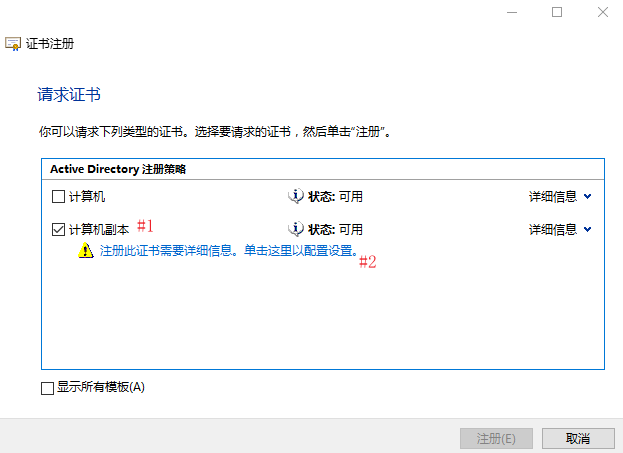 证书注册
请求证书
你可以请求下列类型的证书。选择要请求的证书，然后单击“注册”。
Active Directory 注册策略
计算机 状态: 可用 详细信息
计算机副本 #1 状态: 可用 详细信息
注册此证书需要详细信息。单击这里以配置设置。 #2
显示所有模板(A)
注册(E) 取消